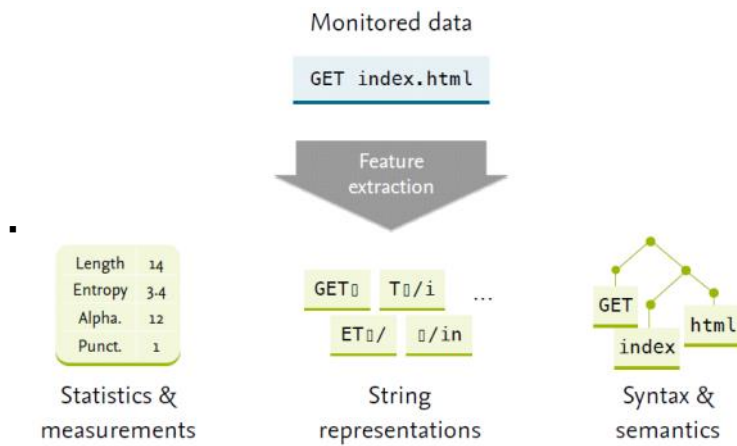 Monitored data
GET index.html
Feature
extraction
Length 14
Entropy 3.4
Alpha. 12
Punct. 1
GET▯ T▯/i ...
ET▯/ ▯/in
GET
index
html
Statistics &
measurements
String
representations
Syntax &
semantics